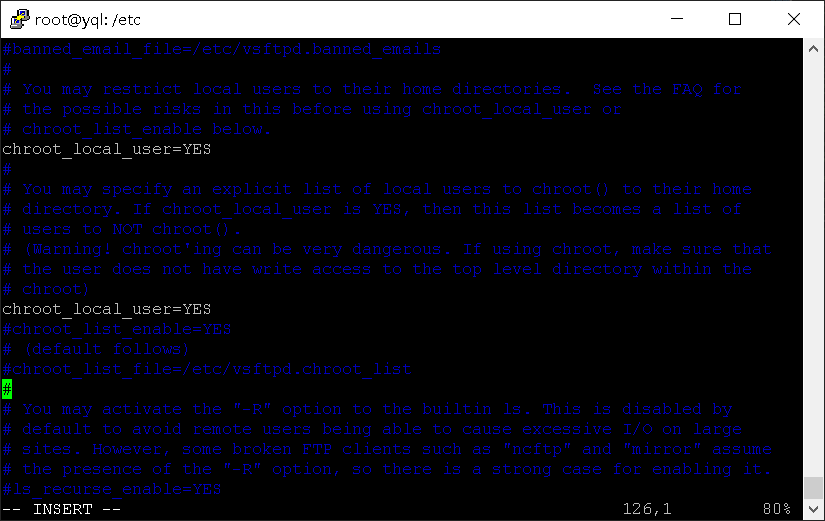 root@yql: /etc
#banned_email_file=/etc/vsftpd.banned_emails
#
# You may restrict local users to their home directories.  See the FAQ for
# the possible risks in this before using chroot_local_user or
# chroot_list_enable below.
chroot_local_user=YES
#
# You may specify an explicit list of local users to chroot() to their home
# directory. If chroot_local_user is YES, then this list becomes a list of
# users to NOT chroot().
# (Warning! chroot'ing can be very dangerous. If using chroot, make sure that
# the user does not have write access to the top level directory within the
# chroot)
chroot_local_user=YES
#chroot_list_enable=YES
# (default follows)
#chroot_list_file=/etc/vsftpd.chroot_list
#
# You may activate the "-R" option to the builtin ls. This is disabled by
# default to avoid remote users being able to cause excessive I/O on large
# sites. However, some broken FTP clients such as "ncftp" and "mirror" assume
# the presence of the "-R" option, so there is a strong case for enabling it.
#ls_recurse_enable=YES
-- INSERT -- 126,1 80%